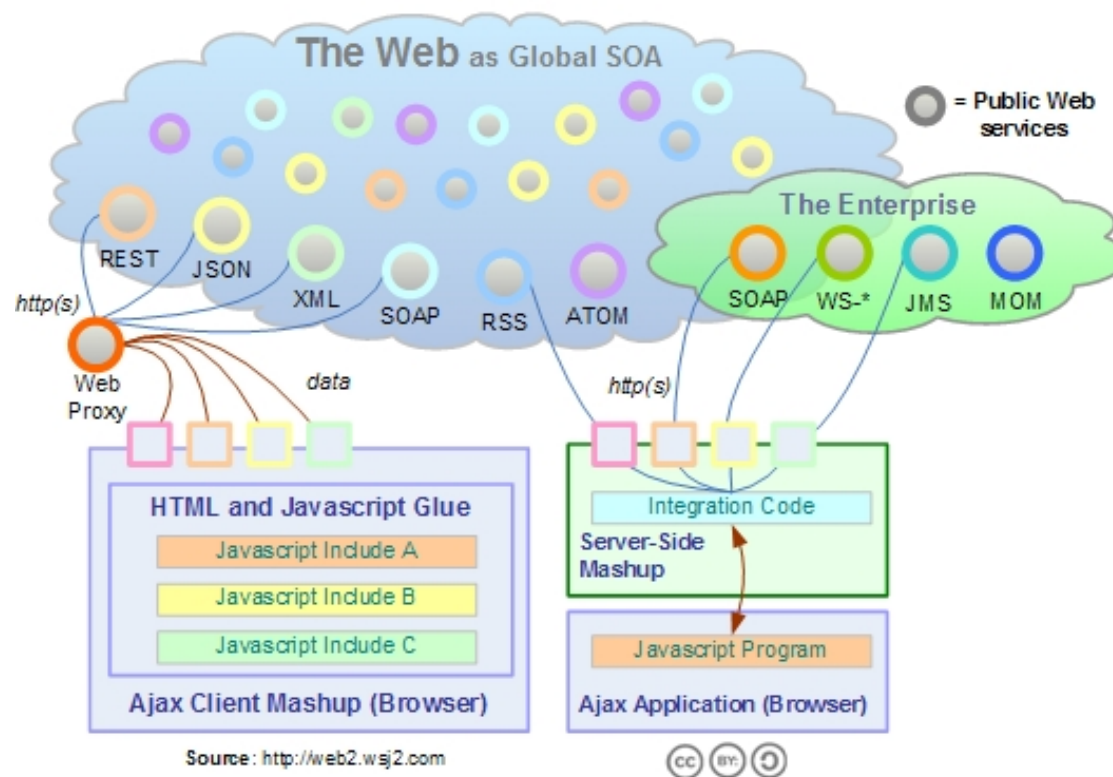 The Web as Global SOA
= Public Web
services
The Enterprise
REST
JSON
XML
SOAP
RSS
ATOM
SOAP
WS-*
JMS
MOM
http(s)
Web
Proxy
data
http(s)
HTML and Javascript Glue
Javascript Include A
Javascript Include B
Javascript Include C
Ajax Client Mashup (Browser)
Integration Code
Server-Side
Mashup
Javascript Program
Ajax Application (Browser)
Source: http://web2.wsj2.com
cc BY: